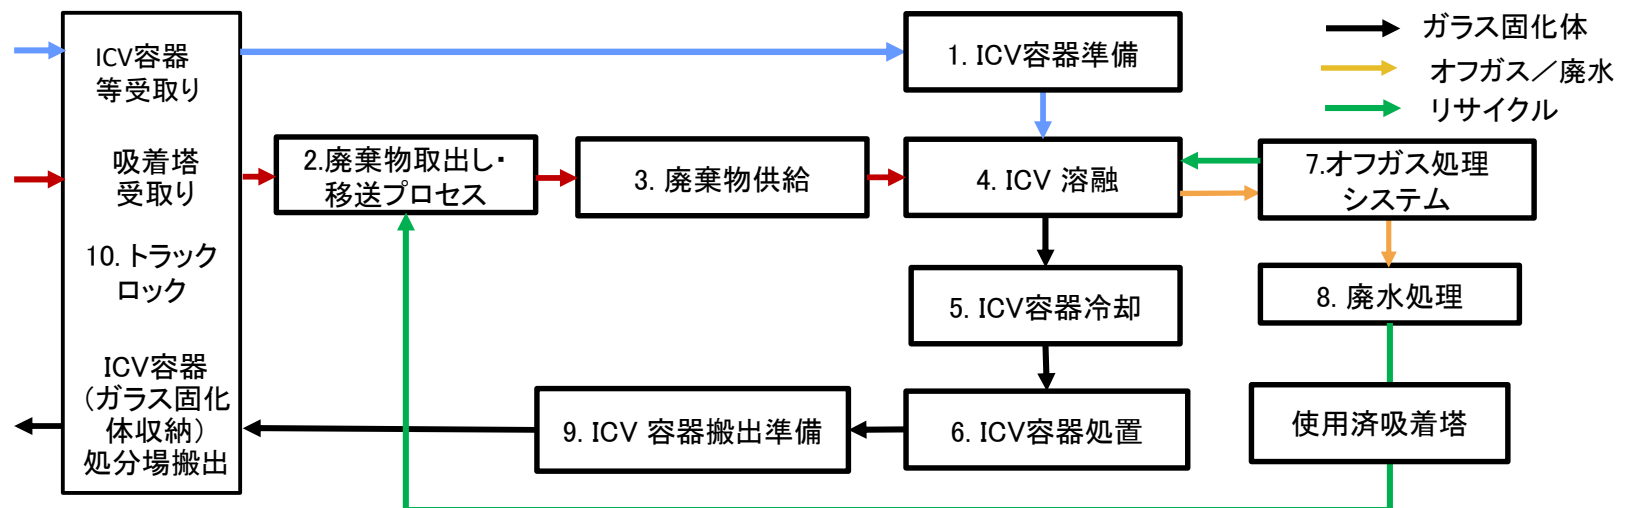 ICV容器
等受取り
吸着塔
受取り
10. トラック
ロック
ICV容器
（ガラス固化
体収納）
処分場搬出
1. ICV容器準備
2.廃棄物取出し・
移送プロセス
3. 廃棄物供給
4. ICV 溶融
7.オフガス処理
システム
5. ICV容器冷却
8. 廃水処理
9. ICV 容器搬出準備
6. ICV容器処置
使用済吸着塔
ガラス固化体
オフガス／廃水
リサイクル